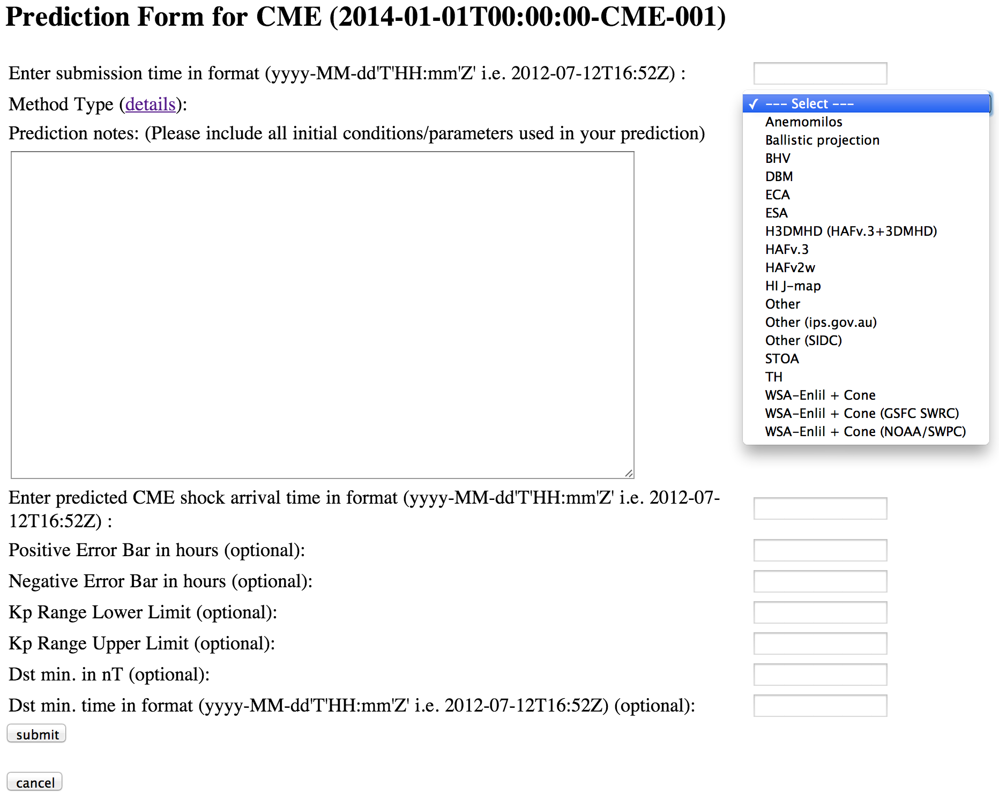 Prediction Form for CME (2014-01-01T00:00:00-CME-001)
Enter submission time in format (yyyy-MM-dd'T'HH:mm'Z' i.e. 2012-07-12T16:52Z) :
Method Type (details):
✓ --- Select ---
Anemomilos
Ballistic projection
BHV
DBM
ECA
ESA
H3DMHD (HAFv.3+3DMHD)
HAFv.3
HAFv2w
HI J-map
Other
Other (ips.gov.au)
Other (SIDC)
STOA
TH
WSA-Enlil + Cone
WSA-Enlil + Cone (GSFC SWRC)
WSA-Enlil + Cone (NOAA/SWPC)
Prediction notes: (Please include all initial conditions/parameters used in your prediction)
Enter predicted CME shock arrival time in format (yyyy-MM-dd'T'HH:mm'Z' i.e. 2012-07-
12T16:52Z) :
Positive Error Bar in hours (optional):
Negative Error Bar in hours (optional):
Kp Range Lower Limit (optional):
Kp Range Upper Limit (optional):
Dst min. in nT (optional):
Dst min. time in format (yyyy-MM-dd'T'HH:mm'Z' i.e. 2012-07-12T16:52Z) (optional):
submit
cancel